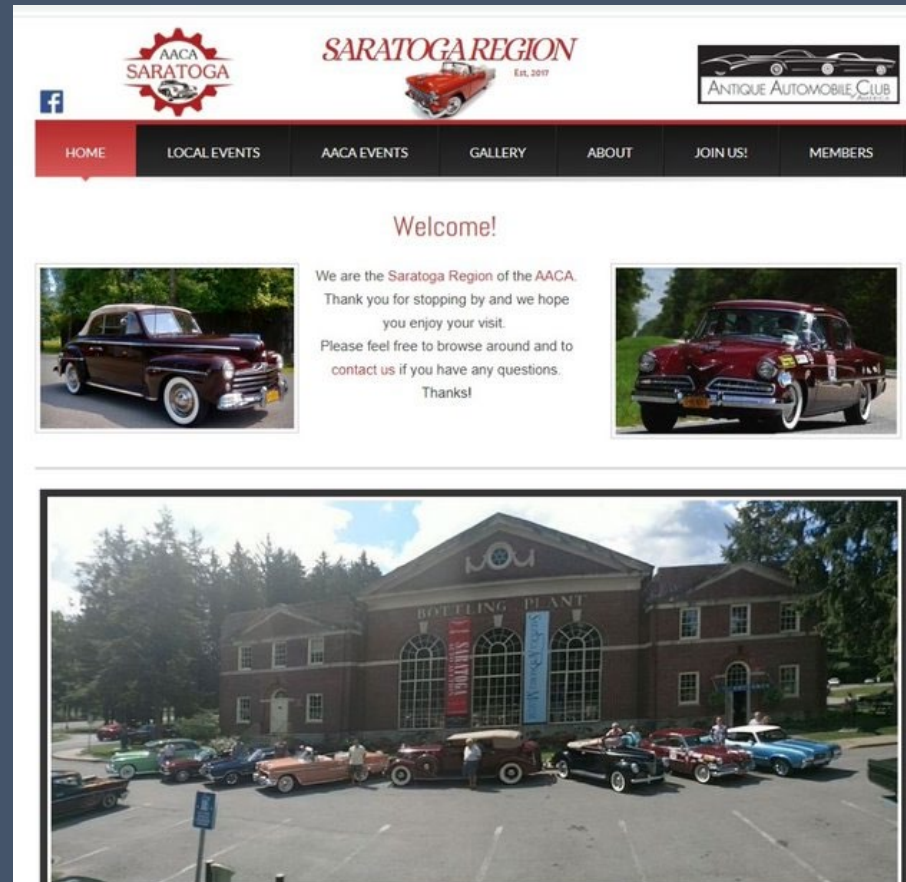 AACA
SARATOGA
SARATOGA REGION
Est, 2017
ANTIQUE AUTOMOBILE CLUB
OF AMERICA
HOME
LOCAL EVENTS
AACA EVENTS
GALLERY
ABOUT
JOIN US!
MEMBERS
Welcome!
We are the Saratoga Region of the AACA.
Thank you for stopping by and we hope
you enjoy your visit.
Please feel free to browse around and to
contact us if you have any questions.
Thanks!
BOTTLING PLANT
SARATOGA